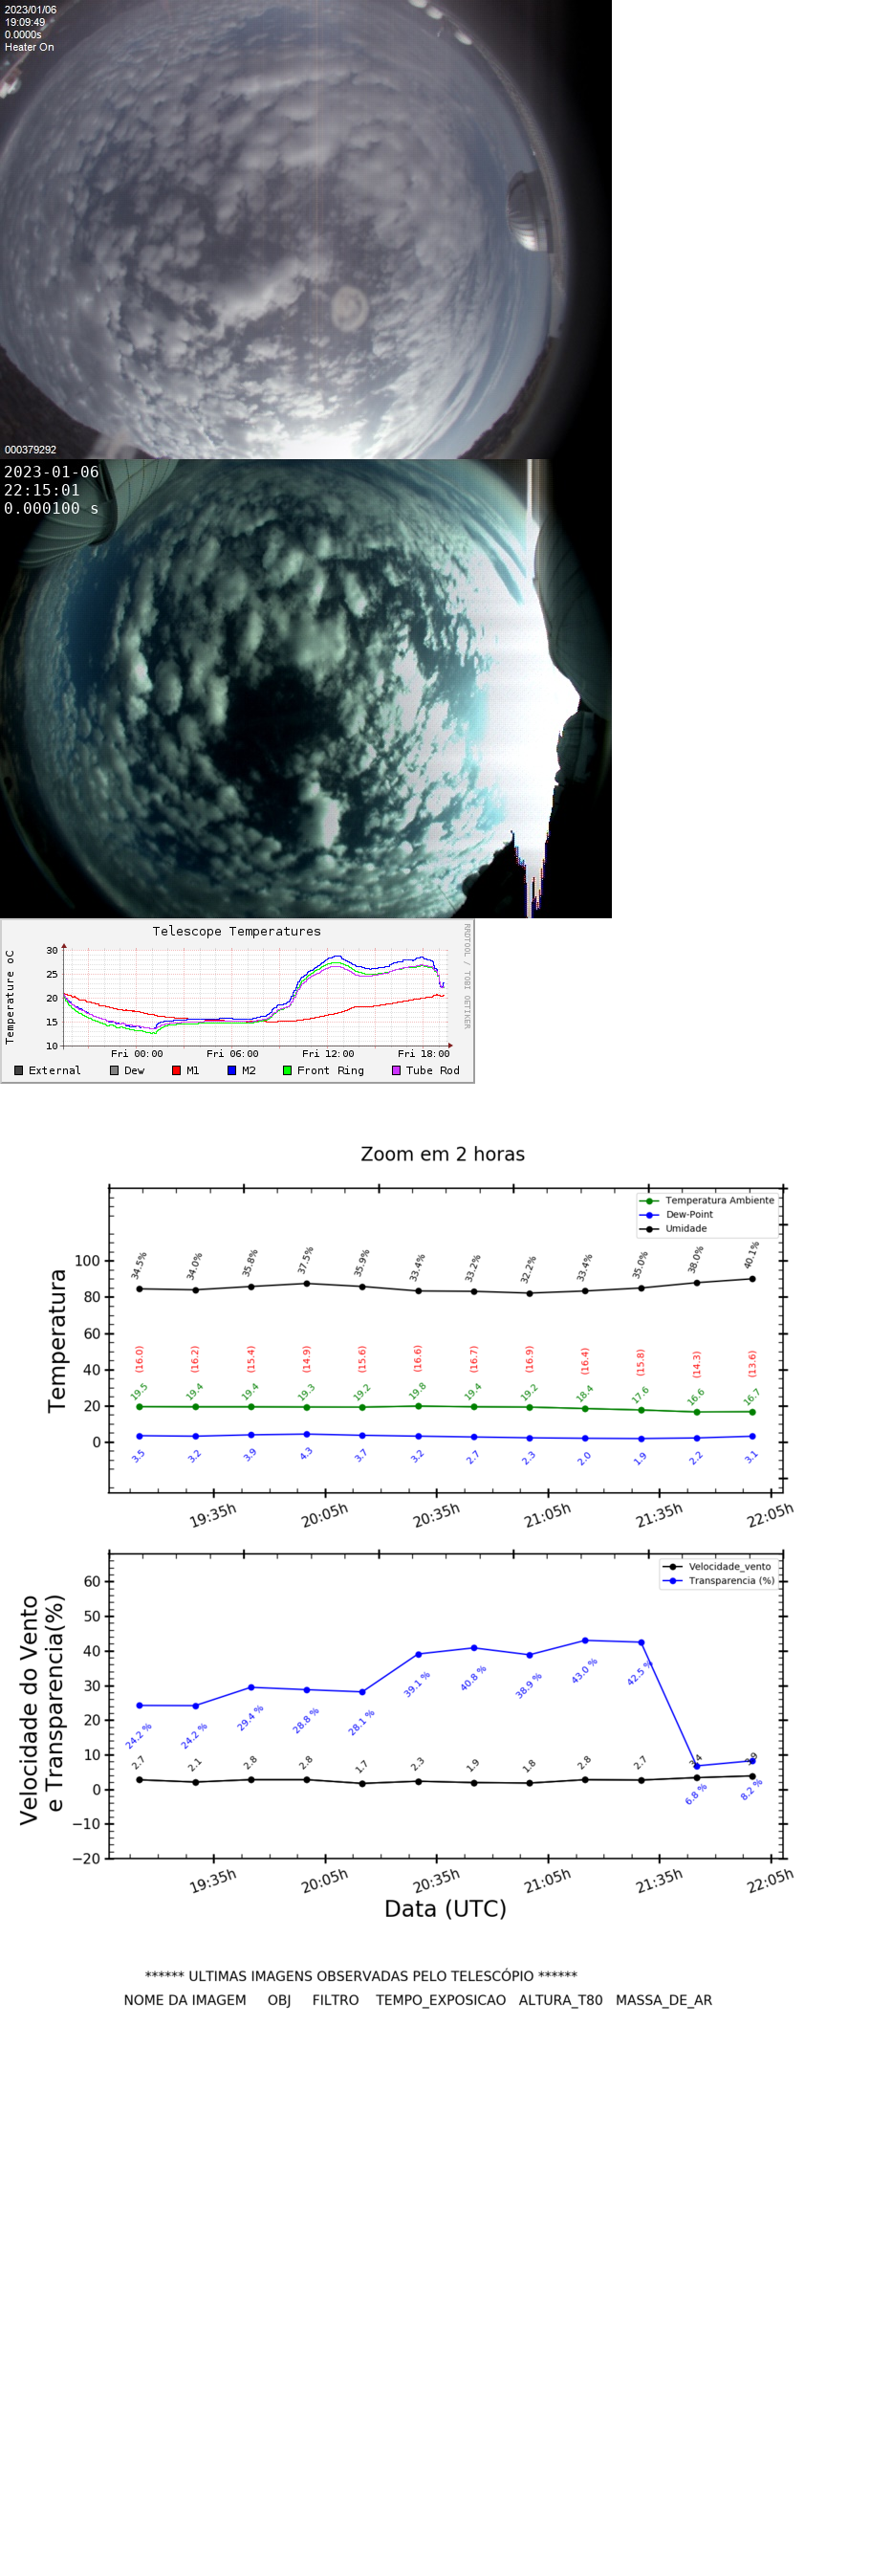 2023/01/06
19:09:49
0.0000s
Heater On
000379292
2023-01-06
22:15:01
0.000100 s
Telescope Temperatures
RRDTOOL / TOBI OETIKER
Temperature oC
30
25
20
15
10
Fri 00:00 Fri 06:00 Fri 12:00 Fri 18:00
External Dew M1 M2 Front Ring Tube Rod
Zoom em 2 horas
Temperatura Ambiente
Dew-Point
Umidade
Temperatura
100
80
60
40
20
0
34.5% 34.0% 35.8% 37.5% 35.9% 33.4% 33.2% 32.2% 33.4% 35.0% 38.0% 40.1%
(16.0) (16.2) (15.4) (14.9) (15.6) (16.6) (16.7) (16.9) (16.4) (15.8) (14.3) (13.6)
19.5 19.4 19.4 19.3 19.2 19.8 19.4 19.2 18.4 17.6 16.6 16.7
3.5 3.2 3.9 4.3 3.7 3.2 2.7 2.3 2.0 1.9 2.2 3.1
19:35h 20:05h 20:35h 21:05h 21:35h 22:05h
Velocidade_vento
Transparencia (%)
Velocidade do Vento
e Transparencia(%)
60
50
40
30
20
10
0
−10
−20
24.2 % 24.2 % 29.4 % 28.8 % 28.1 % 39.1 % 40.8 % 38.9 % 43.0 % 42.5 % 6.8 % 8.2 %
2.7 2.1 2.8 2.8 1.7 2.3 1.9 1.8 2.8 2.7
19:35h 20:05h 20:35h 21:05h 21:35h 22:05h
Data (UTC)
****** ULTIMAS IMAGENS OBSERVADAS PELO TELESCÓPIO ******
NOME DA IMAGEM OBJ FILTRO TEMPO_EXPOSICAO ALTURA_T80 MASSA_DE_AR